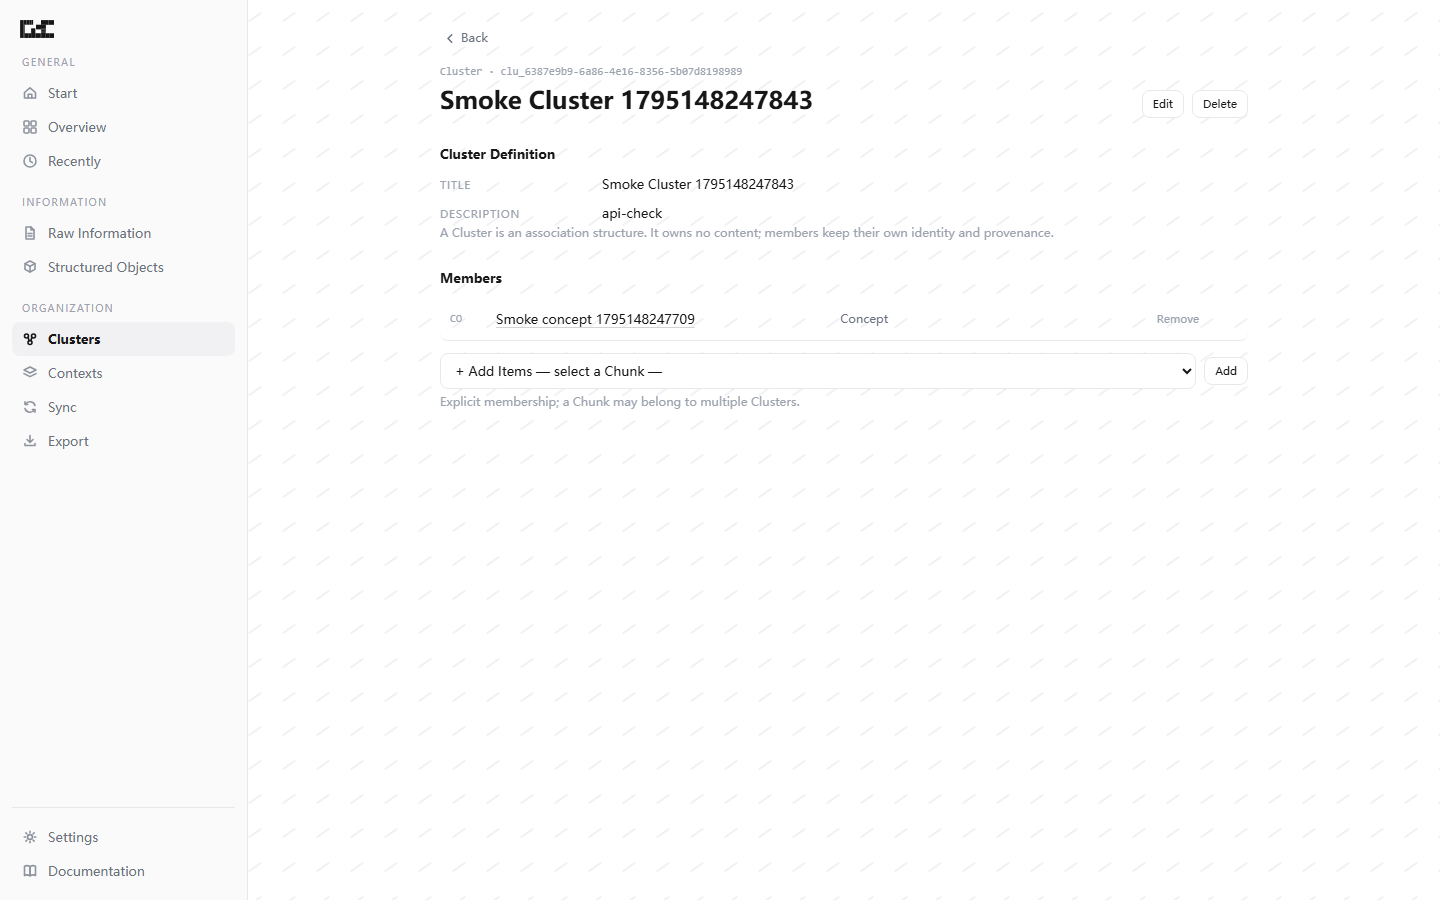 GEC
GENERAL
Start
Overview
Recently
INFORMATION
Raw Information
Structured Objects
ORGANIZATION
Clusters
Contexts
Sync
Export
Settings
Documentation
Back
Cluster · clu_6387e9b9-6a86-4e16-8356-5b07d8198989
Smoke Cluster 1795148247843
Edit
Delete
Cluster Definition
TITLE Smoke Cluster 1795148247843
DESCRIPTION api-check
A Cluster is an association structure. It owns no content; members keep their own identity and provenance.
Members
CO Smoke concept 1795148247709 Concept Remove
+ Add Items — select a Chunk — Add
Explicit membership; a Chunk may belong to multiple Clusters.